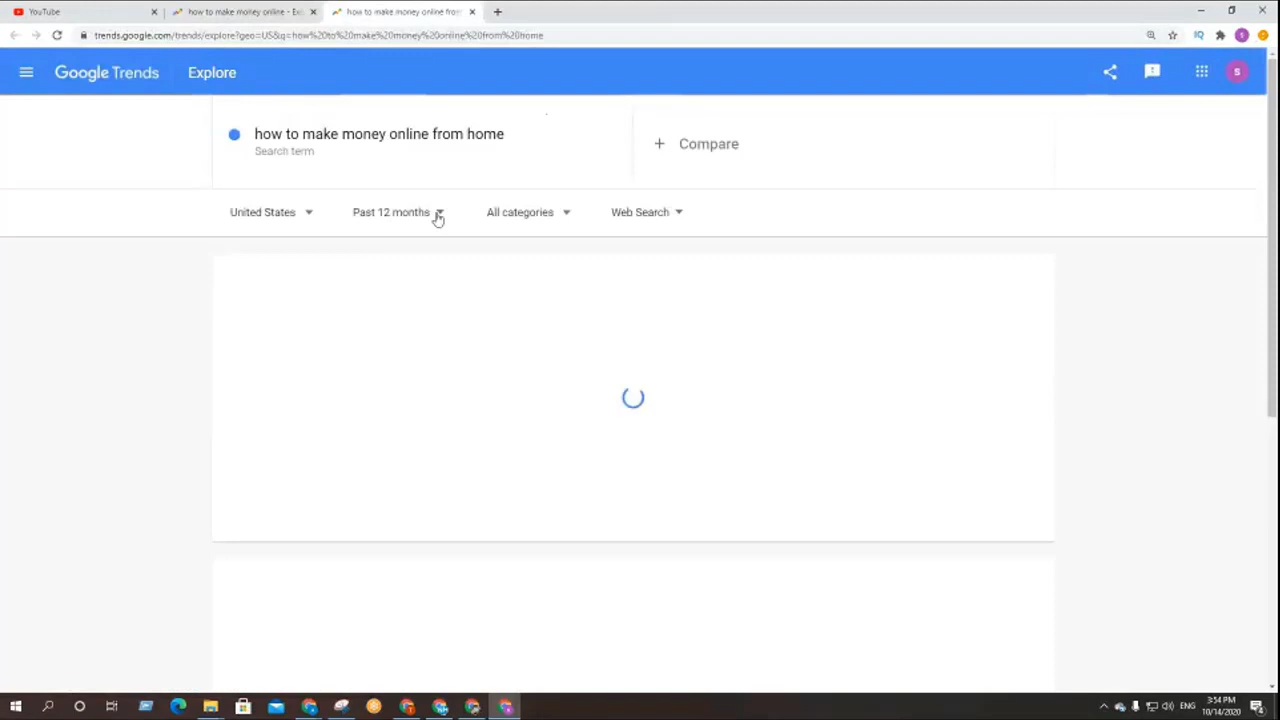 YouTube
how to make money online - Ex
how to make money online from
trends.google.com/trends/explore?geo=US&q=how%20to%20make%20money%20online%20from%20home
Google Trends
Explore
S
how to make money online from home
Search term
+ Compare
United States
Past 12 months
All categories
Web Search
ENG
3:54 PM
10/14/2020